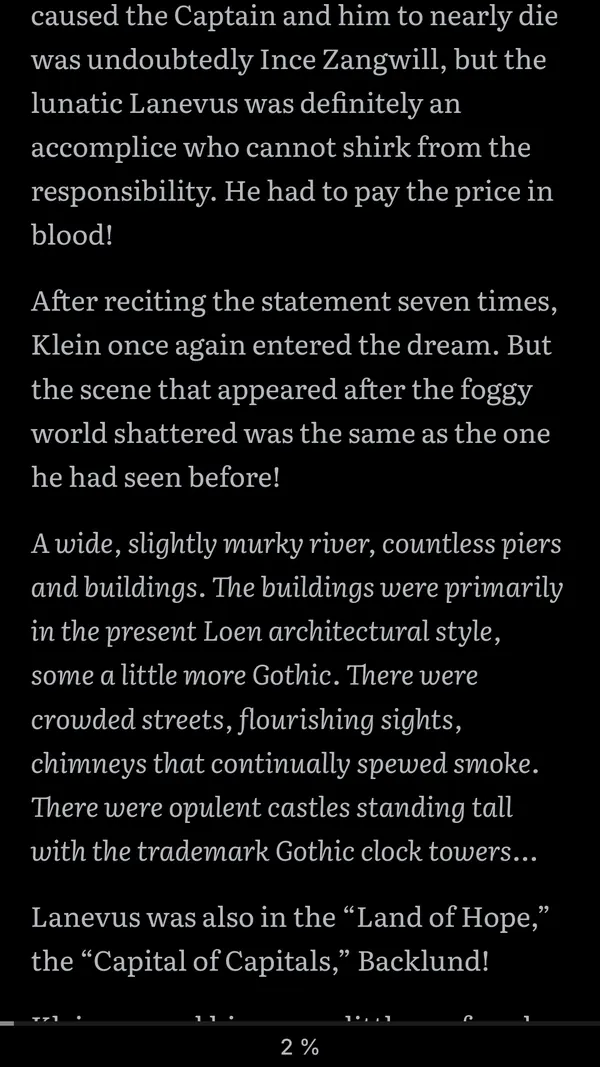 caused the Captain and him to nearly die
was undoubtedly Ince Zangwill, but the
lunatic Lanevus was definitely an
accomplice who cannot shirk from the
responsibility. He had to pay the price in
blood!
After reciting the statement seven times,
Klein once again entered the dream. But
the scene that appeared after the foggy
world shattered was the same as the one
he had seen before!
A wide, slightly murky river, countless piers
and buildings. The buildings were primarily
in the present Loen architectural style,
some a little more Gothic. There were
crowded streets, flourishing sights,
chimneys that continually spewed smoke.
There were opulent castles standing tall
with the trademark Gothic clock towers...
Lanevus was also in the “Land of Hope,”
the “Capital of Capitals,” Backlund!
2 %